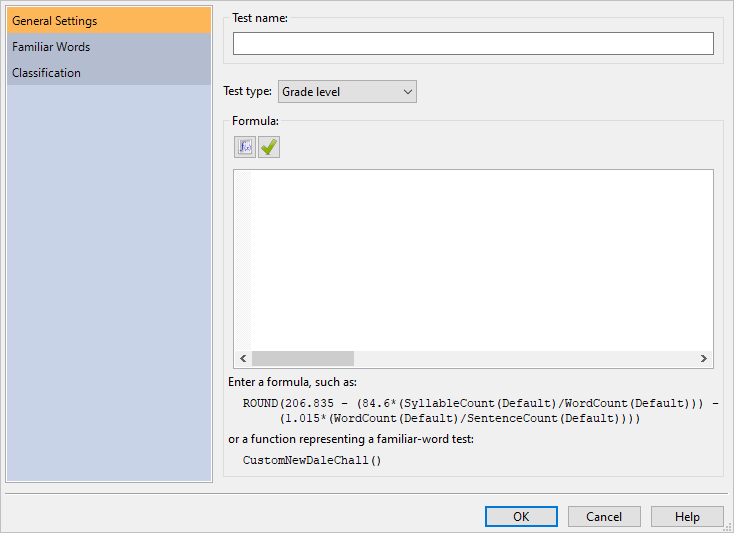 General Settings
Familiar Words
Classification
Test name:
Test type:
Grade level
Formula:
f(x)
Enter a formula, such as:
ROUND(206.835 - (84.6*(SyllableCount(Default)/WordCount(Default))) -
(1.015*(WordCount(Default)/SentenceCount(Default))))
or a function representing a familiar-word test:
CustomNewDaleChall()
OK
Cancel
Help